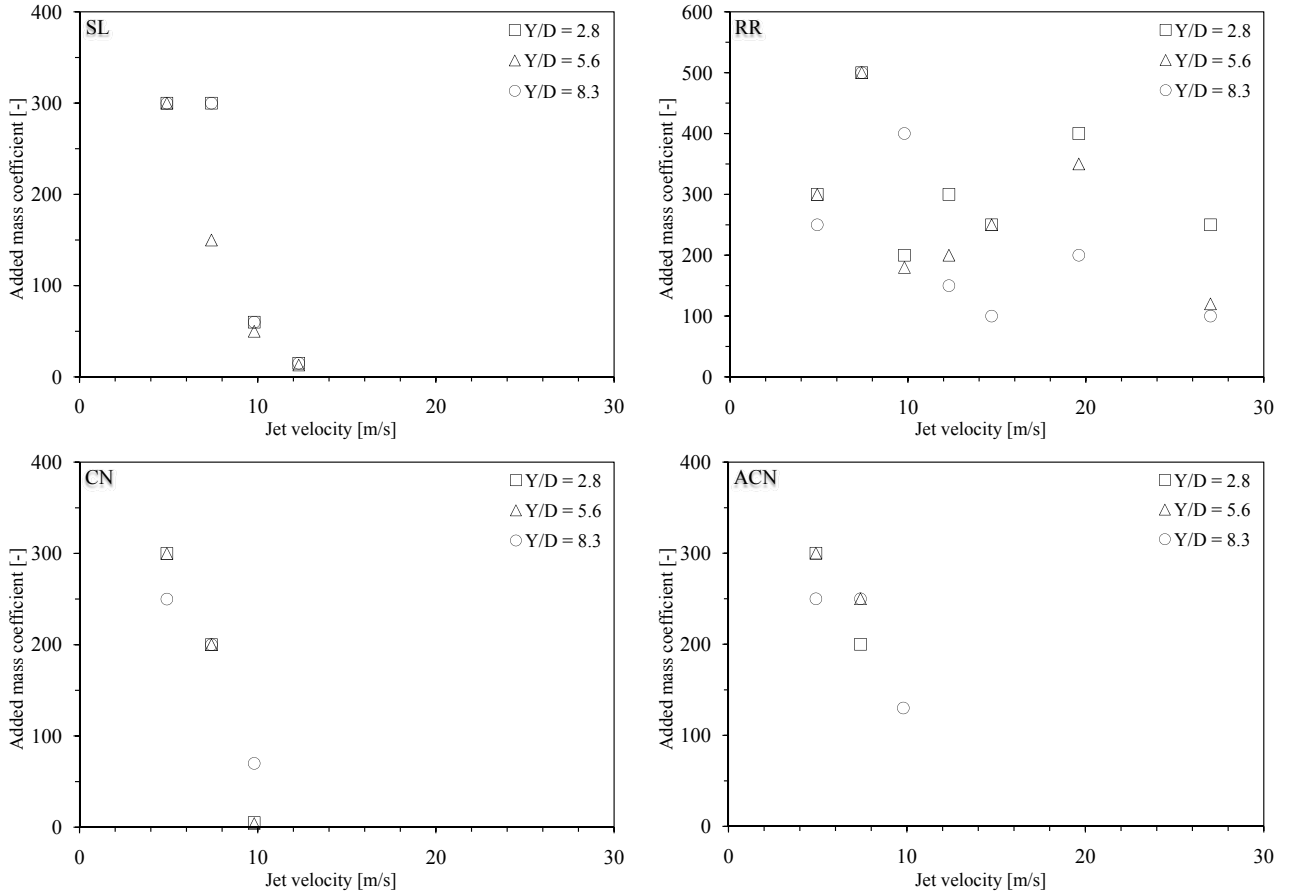 SL
Y/D = 2.8
Y/D = 5.6
Y/D = 8.3
Added mass coefficient [-]
400
300
200
100
0
0 10 20 30
Jet velocity [m/s]
RR
Y/D = 2.8
Y/D = 5.6
Y/D = 8.3
Added mass coefficient [-]
600
500
400
300
200
100
0
0 10 20 30
Jet velocity [m/s]
CN
Y/D = 2.8
Y/D = 5.6
Y/D = 8.3
Added mass coefficient [-]
400
300
200
100
0
0 10 20 30
Jet velocity [m/s]
ACN
Y/D = 2.8
Y/D = 5.6
Y/D = 8.3
Added mass coefficient [-]
400
300
200
100
0
0 10 20 30
Jet velocity [m/s]